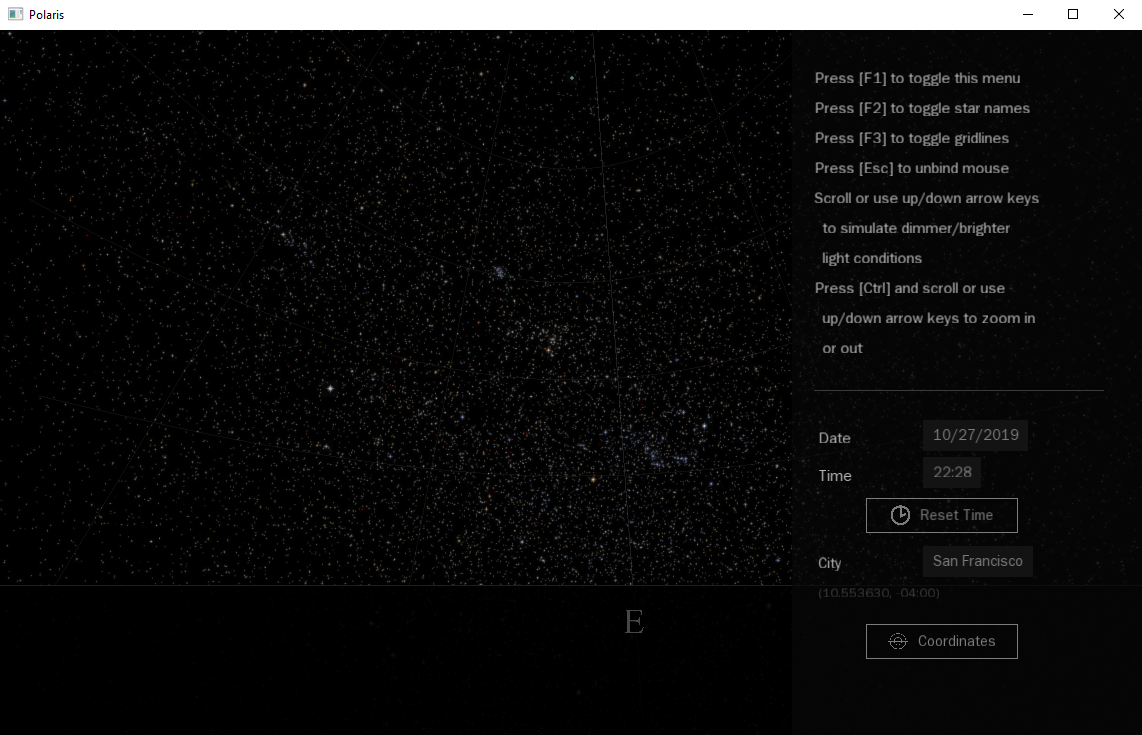 Polaris
Press [F1] to toggle this menu
Press [F2] to toggle star names
Press [F3] to toggle gridlines
Press [Esc] to unbind mouse
Scroll or use up/down arrow keys
to simulate dimmer/brighter
light conditions
Press [Ctrl] and scroll or use
up/down arrow keys to zoom in
or out
Date 10/27/2019
Time 22:28
Reset Time
City San Francisco
(10.553630, -04:00)
E
Coordinates